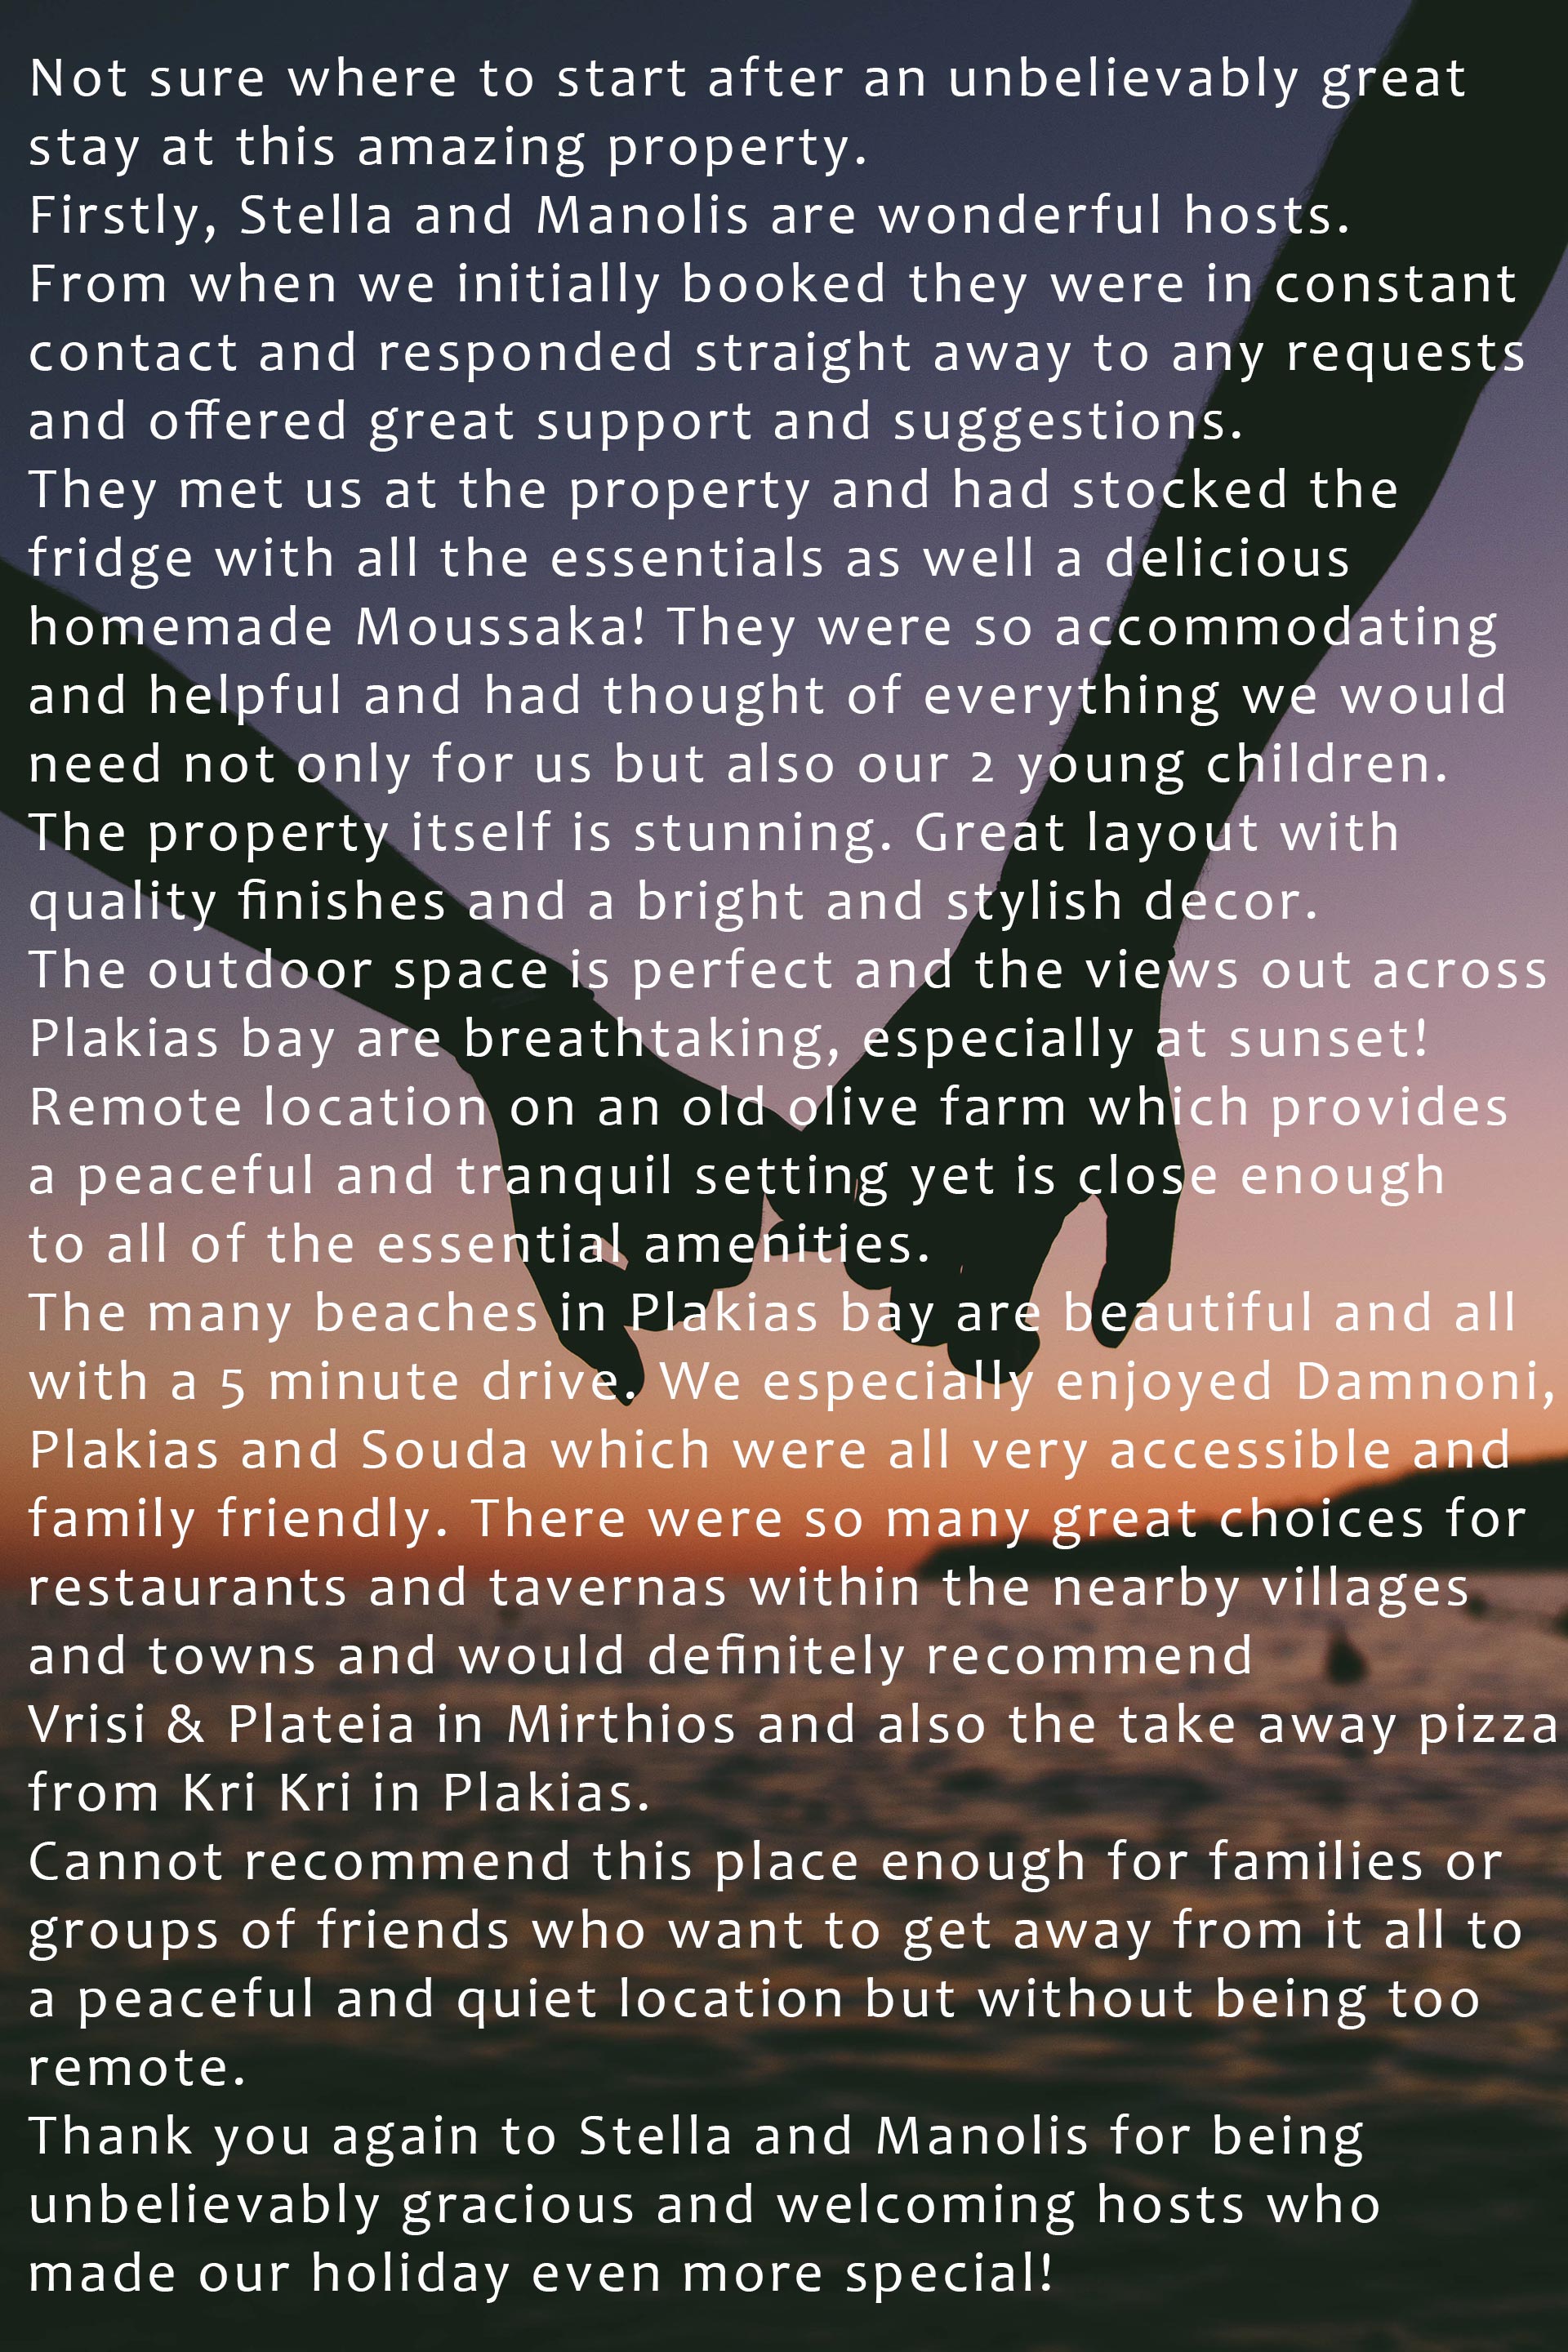 Not sure where to start after an unbelievably great
stay at this amazing property.
Firstly, Stella and Manolis are wonderful hosts.
From when we initially booked they were in constant
contact and responded straight away to any requests
and offered great support and suggestions.
They met us at the property and had stocked the
fridge with all the essentials as well a delicious
homemade Moussaka! They were so accommodating
and helpful and had thought of everything we would
need not only for us but also our 2 young children.
The property itself is stunning. Great layout with
quality finishes and a bright and stylish decor.
The outdoor space is perfect and the views out across
Plakias bay are breathtaking, especially at sunset!
Remote location on an old olive farm which provides
a peaceful and tranquil setting yet is close enough
to all of the essential amenities.
The many beaches in Plakias bay are beautiful and all
with a 5 minute drive. We especially enjoyed Damnoni,
Plakias and Souda which were all very accessible and
family friendly. There were so many great choices for
restaurants and tavernas within the nearby villages
and towns and would definitely recommend
Vrisi & Plateia in Mirthios and also the take away pizza
from Kri Kri in Plakias.
Cannot recommend this place enough for families or
groups of friends who want to get away from it all to
a peaceful and quiet location but without being too
remote.
Thank you again to Stella and Manolis for being
unbelievably gracious and welcoming hosts who
made our holiday even more special!